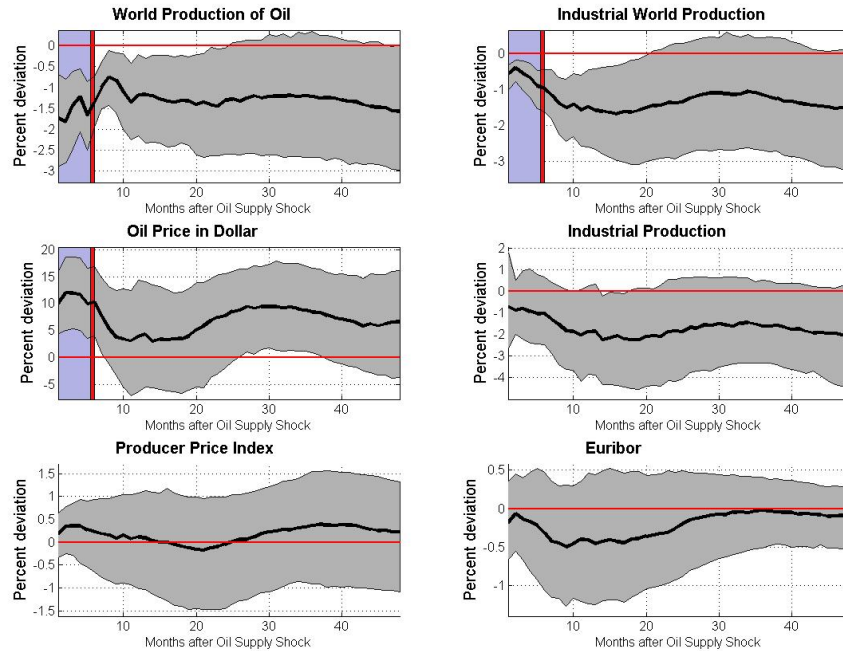 World Production of Oil
Percent deviation
0
-0.5
-1
-1.5
-2
-2.5
-3
10 20 30 40
Months after Oil Supply Shock
Industrial World Production
Percent deviation
0
-1
-2
-3
10 20 30 40
Months after Oil Supply Shock
Oil Price in Dollar
Percent deviation
20
15
10
5
0
-5
10 20 30 40
Months after Oil Supply Shock
Industrial Production
Percent deviation
2
1
0
-1
-2
-3
-4
10 20 30 40
Months after Oil Supply Shock
Producer Price Index
Percent deviation
1.5
1
0.5
0
-0.5
-1
-1.5
10 20 30 40
Months after Oil Supply Shock
Euribor
Percent deviation
0.5
0
-0.5
-1
10 20 30 40
Months after Oil Supply Shock